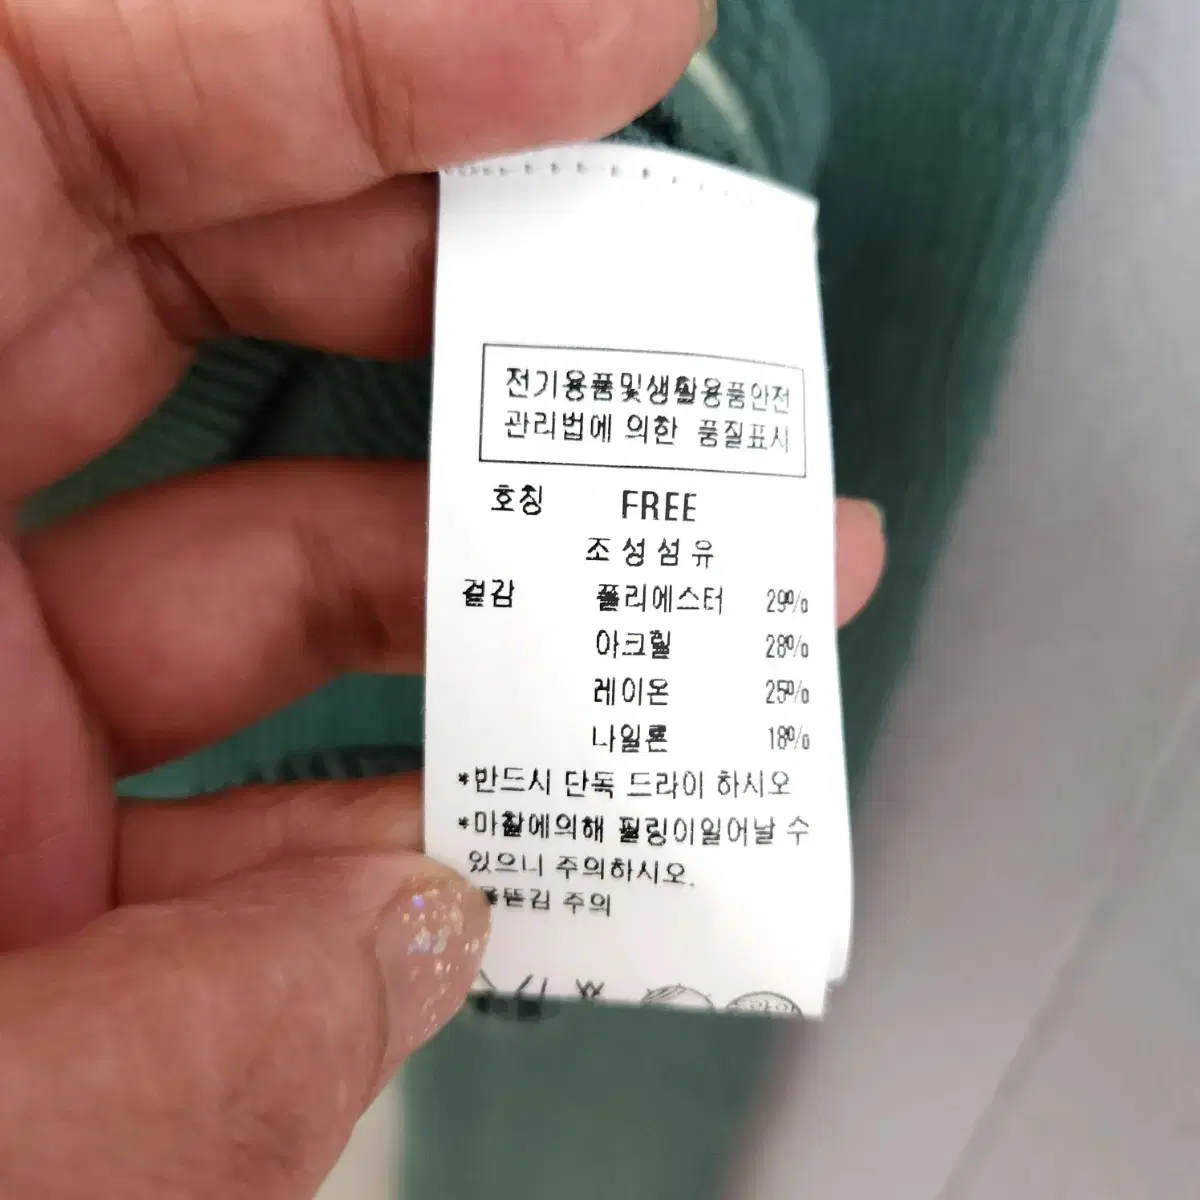 전기용품및생활용품안전
관리법에 의한 품질표시
호칭 FREE
조성섬유
겉감 폴리에스터 29%
아크릴 28%
레이온 25%
나일론 18%
*반드시 단독 드라이 하시오
*마찰에의해 필링이일어날 수
있으니 주의하시오.
올뜯김 주의